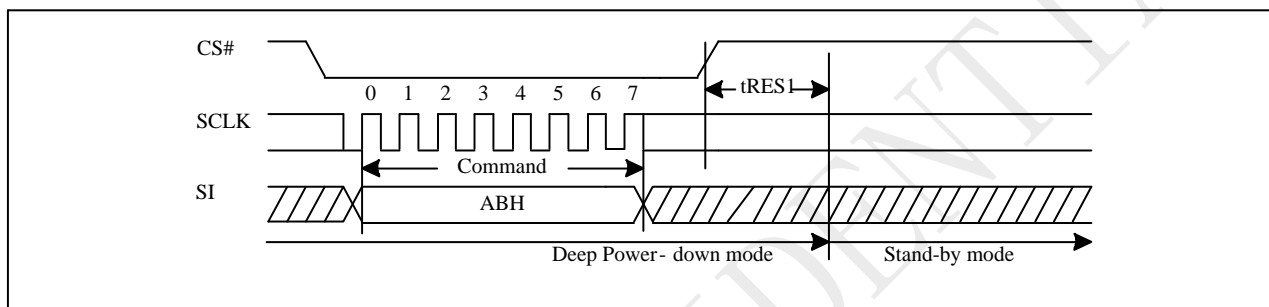 CS#
tRES1
0 1 2 3 4 5 6 7
SCLK
Command
SI
ABH
Deep Power- down mode
Stand-by mode